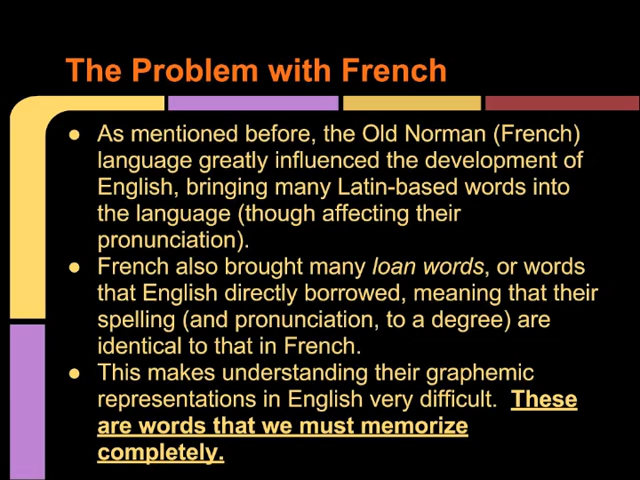 The Problem with French
● As mentioned before, the Old Norman (French)
language greatly influenced the development of
English, bringing many Latin-based words into
the language (though affecting their
pronunciation).
● French also brought many loan words, or words
that English directly borrowed, meaning that their
spelling (and pronunciation, to a degree) are
identical to that in French.
● This makes understanding their graphemic
representations in English very difficult. These
are words that we must memorize
completely.